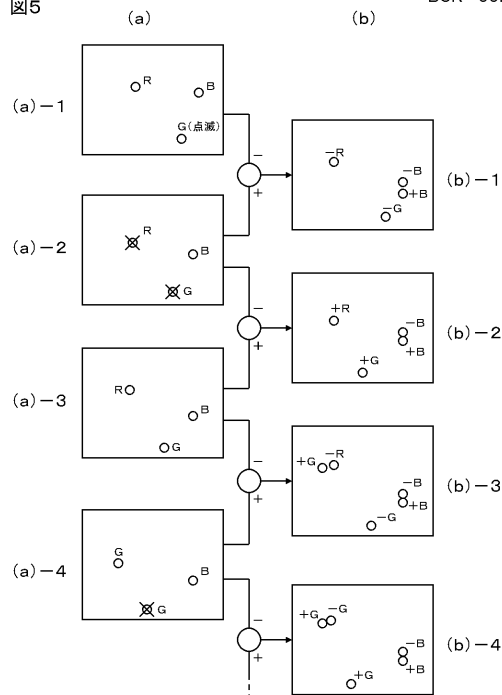 図5
(a)
(b)
(a)－1
R
B
G(点滅)
－
＋
－R
－B
＋B
－G
(b)－1
(a)－2
R
B
G
－
＋
＋R
－B
＋B
＋G
(b)－2
(a)－3
R
B
G
－
＋
＋G
－R
－B
＋B
－G
(b)－3
(a)－4
G
B
G
－
＋
＋G
－G
－B
＋B
＋G
(b)－4